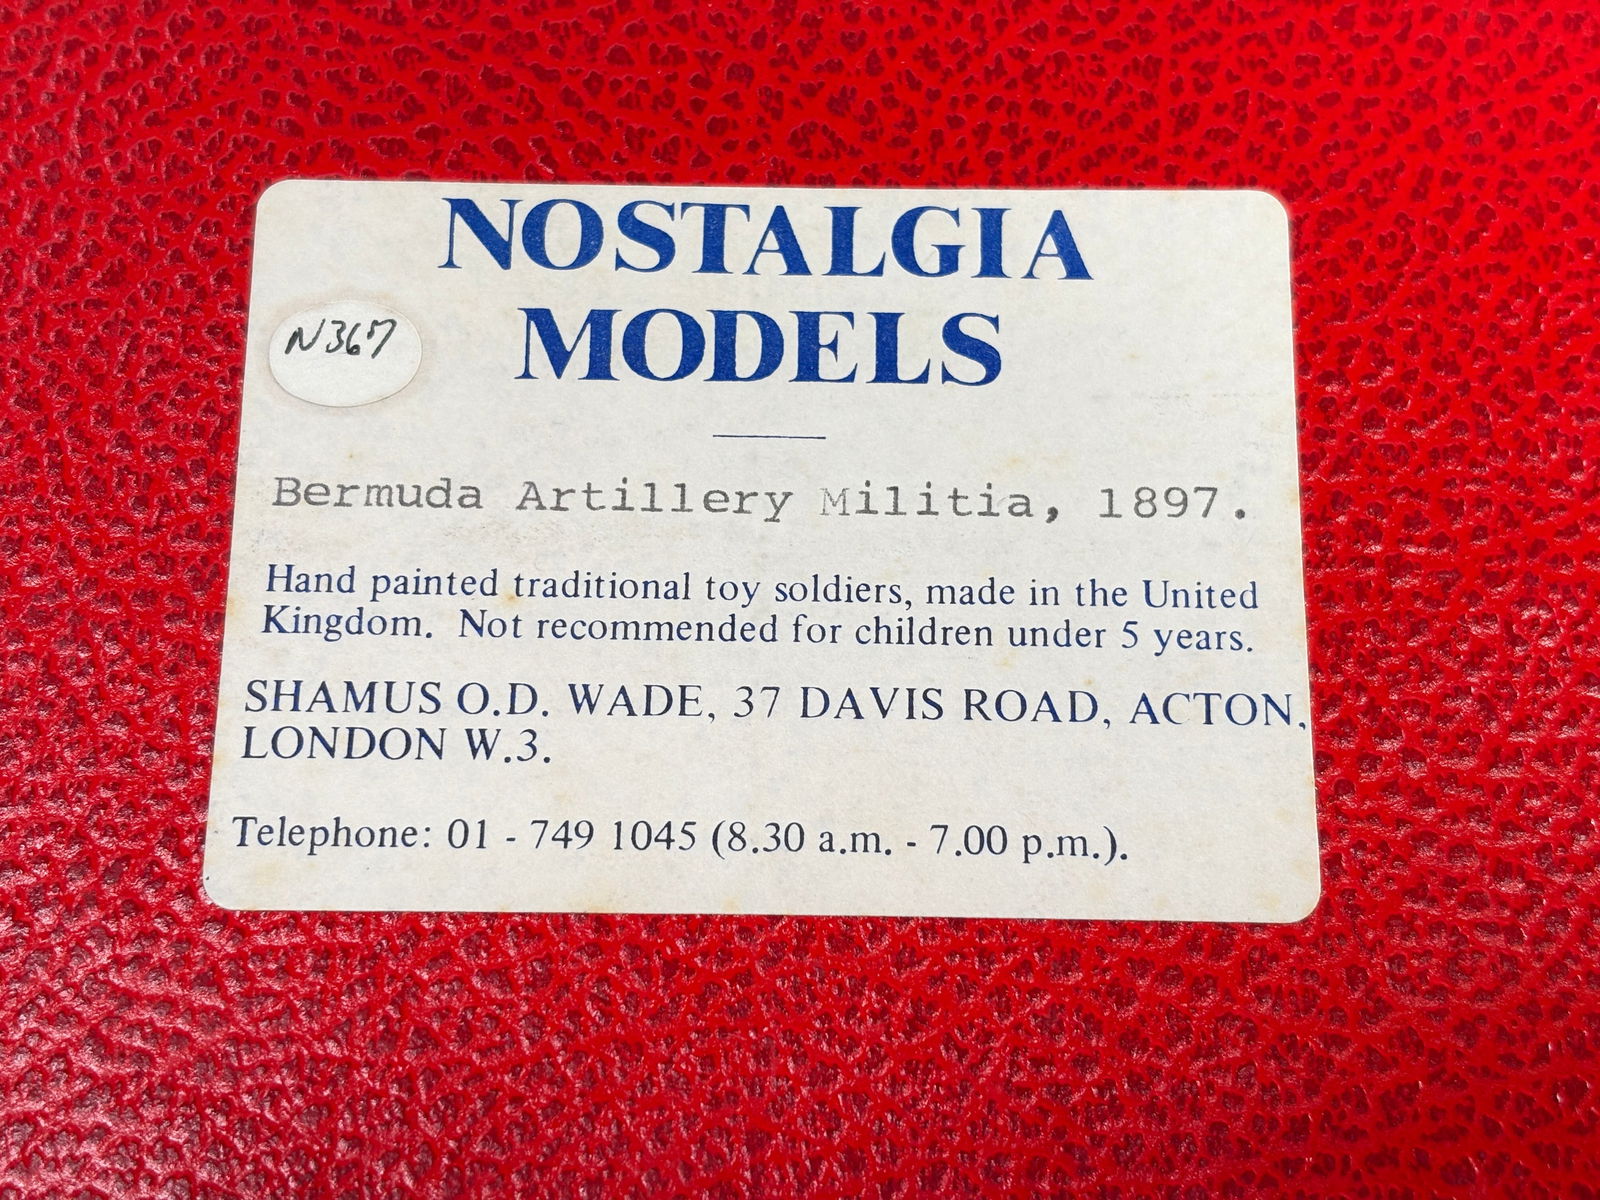 NOSTALGIA
MODELS
N367
Bermuda Artillery Militia, 1897.
Hand painted traditional toy soldiers, made in the United
Kingdom. Not recommended for children under 5 years.
SHAMUS O.D. WADE, 37 DAVIS ROAD, ACTON,
LONDON W.3.
Telephone: 01 - 749 1045 (8.30 a.m. - 7.00 p.m.).